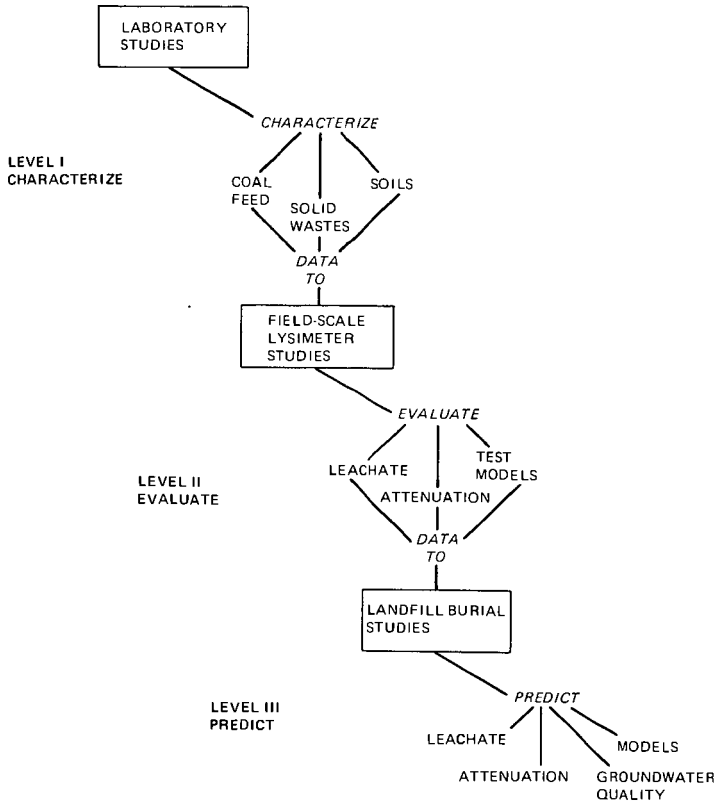 LABORATORY
STUDIES
CHARACTERIZE
LEVEL I
CHARACTERIZE
COAL
FEED
SOLID
WASTES
SOILS
DATA
TO
FIELD-SCALE
LYSIMETER
STUDIES
EVALUATE
LEVEL II
EVALUATE
LEACHATE
ATTENUATION
TEST
MODELS
DATA
TO
LANDFILL BURIAL
STUDIES
LEVEL III
PREDICT
PREDICT
LEACHATE
ATTENUATION
GROUNDWATER
QUALITY
MODELS